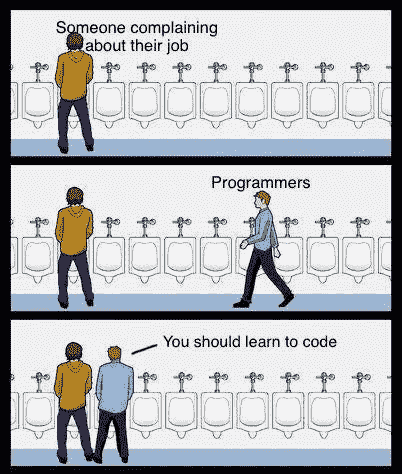 Someone complaining
about their job
Programmers
You should learn to code